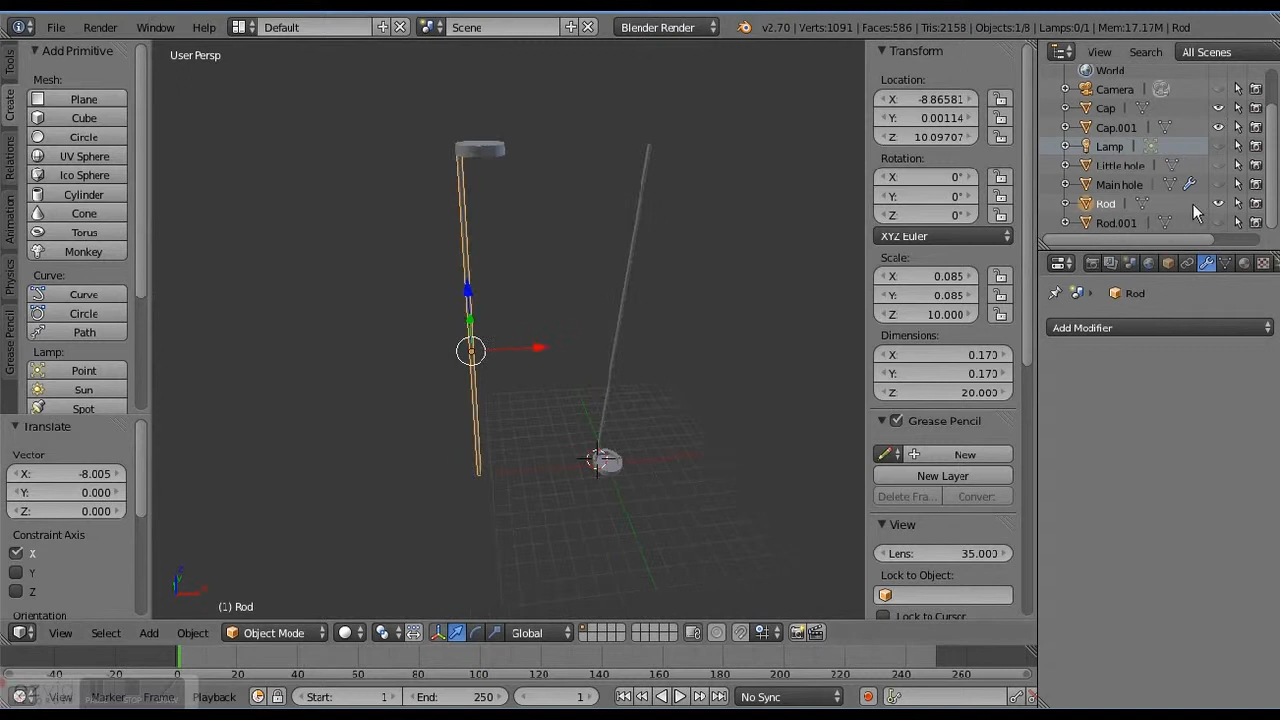 File Render Window Help Default Scene Blender Render v2.70 | Verts:1091 | Faces:586 | Tris:2158 | Objects:1/8 | Lamps:0/1 | Mem:17.17M | Rod
Tools
Create
Relations
Animation
Physics
Grease Pencil
Add Primitive
Mesh:
Plane
Cube
Circle
UV Sphere
Ico Sphere
Cylinder
Cone
Torus
Monkey
Curve:
Curve
Circle
Path
Lamp:
Point
Sun
Spot
Translate
Vector
X: -8.005
Y: 0.000
Z: 0.000
Constraint Axis
X
Y
Z
Orientation
User Persp
(1) Rod
Transform
Location:
X: -8.86581
Y: 0.00114
Z: 10.09707
Rotation:
X: 0°
Y: 0°
Z: 0°
XYZ Euler
Scale:
X: 0.085
Y: 0.085
Z: 10.000
Dimensions:
X: 0.170
Y: 0.170
Z: 20.000
Grease Pencil
New
New Layer
Delete Fra... Conver:
View
Lens: 35.000
Lock to Object:
Lock to Cursor
View Search All Scenes
World
Camera
Cap
Cap.001
Lamp
Little hole
Main hole
Rod
Rod.001
Rod
Add Modifier
View Select Add Object Object Mode Global
-40 -20 0 20 40 60 80 100 120 140 160 180 200 220 240 260
View Marker Frame Playback Start: 1 End: 250 1 No Sync